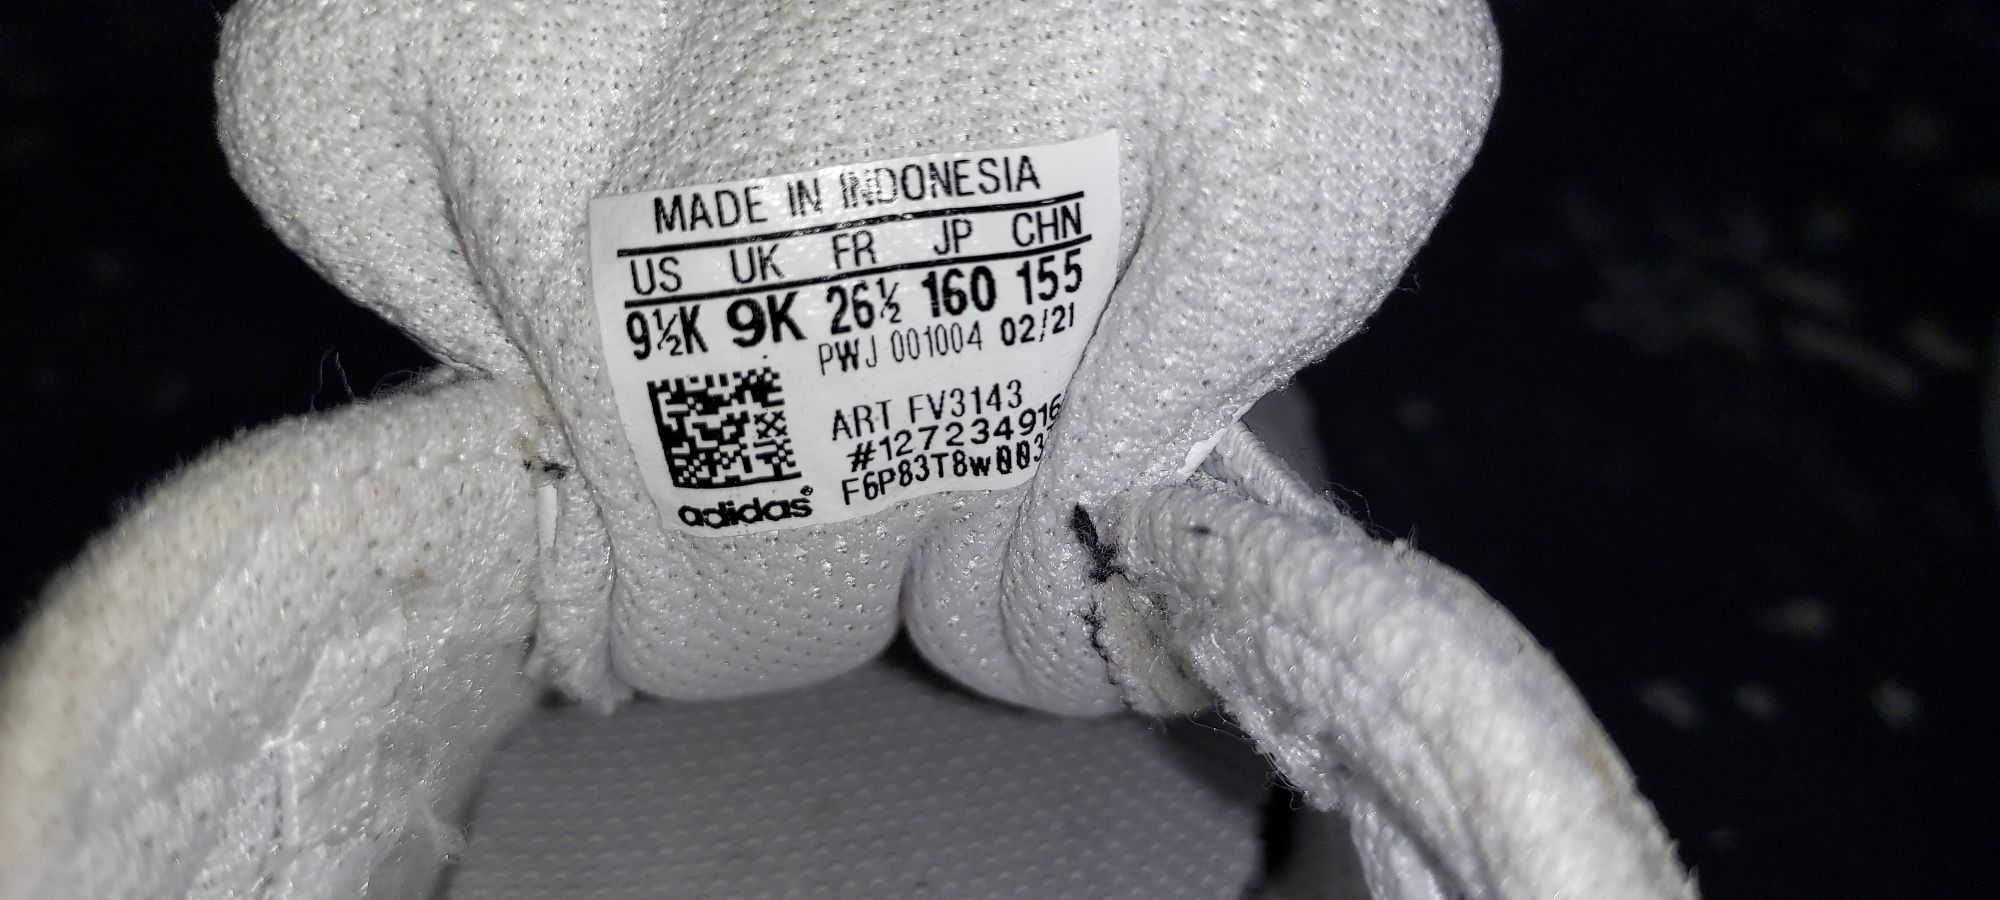 MADE IN INDONESIA
US UK FR JP CHN
9½K 9K 26½ 160 155
PWJ 001004 02/21
ART FV3143
#127234916
F6P83T8W003
adidas®